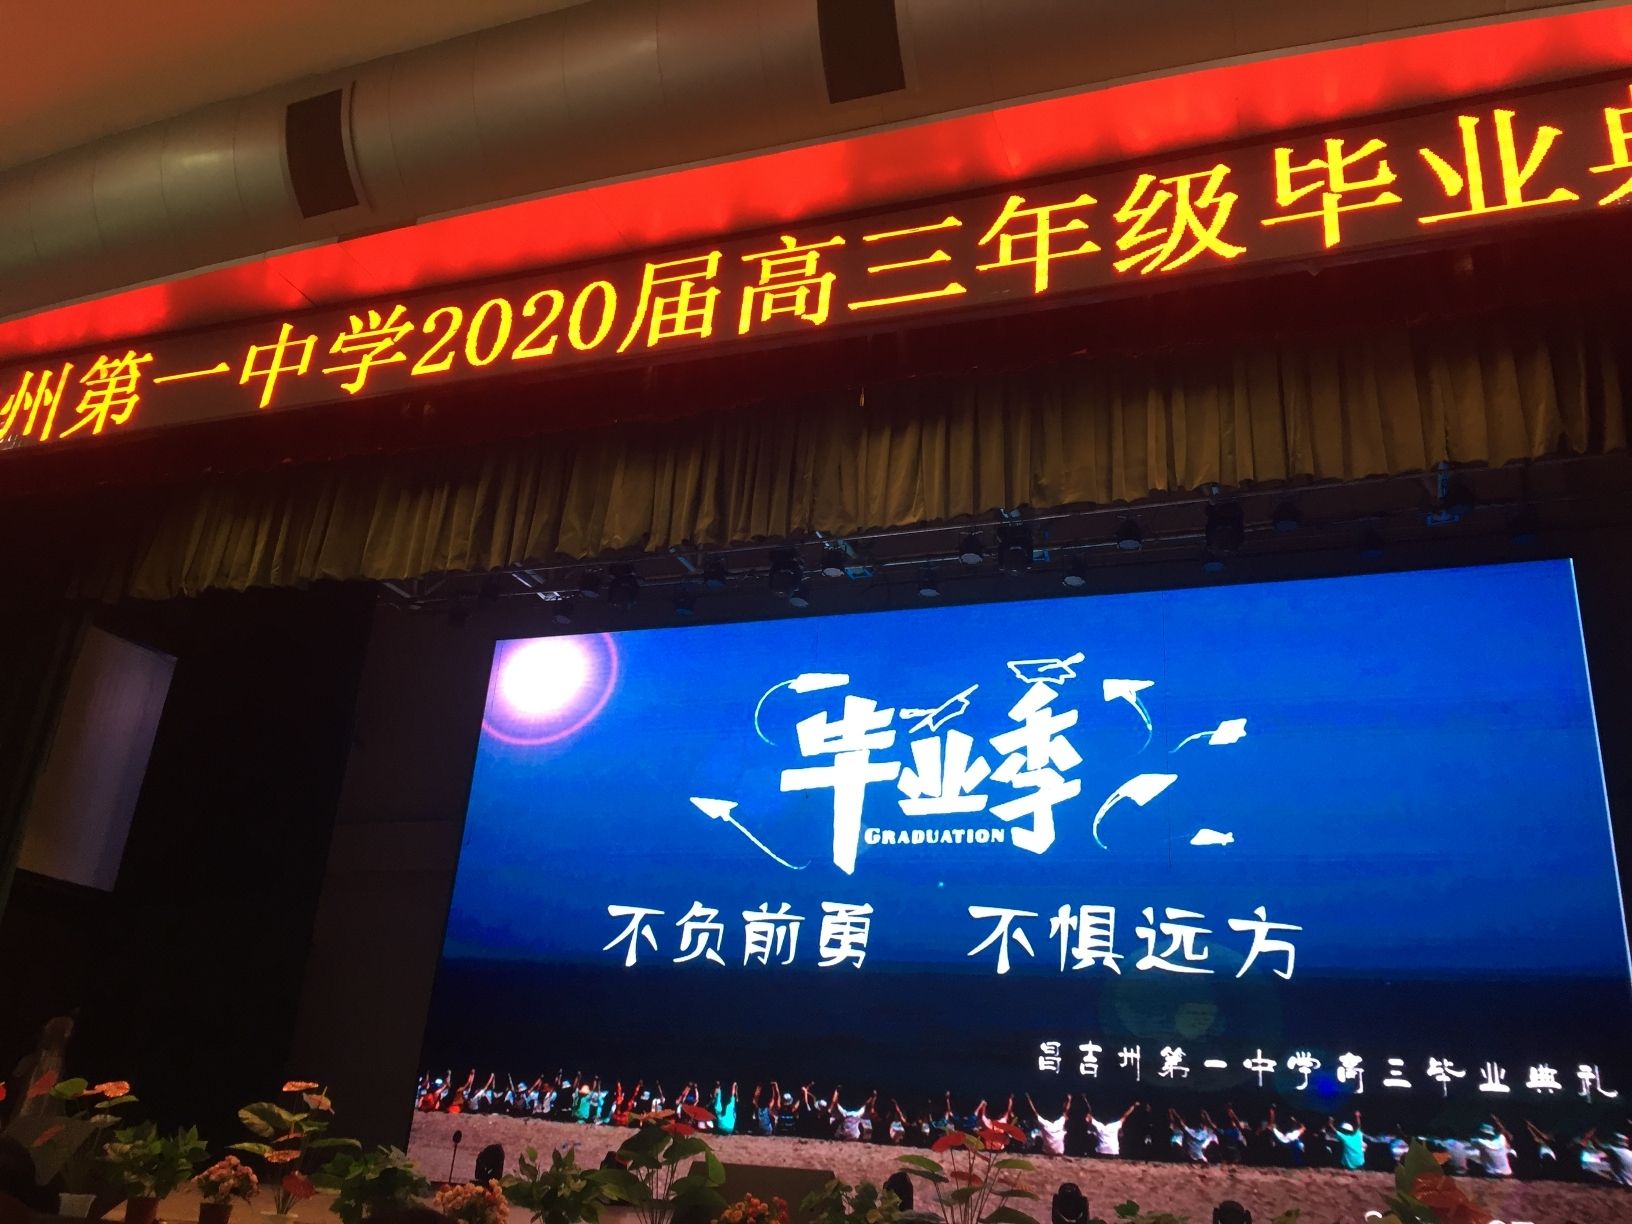 州第一中学2020届高三年级毕业典
毕业季
GRADUATION
不负前勇 不惧远方
昌吉州第一中学高三毕业典礼